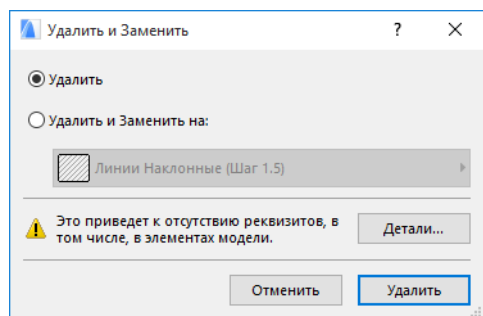 Удалить и Заменить
?
Удалить
Удалить и Заменить на:
Линии Наклонные (Шаг 1.5)
Это приведет к отсутствию реквизитов, в
том числе, в элементах модели.
Детали...
Отменить
Удалить